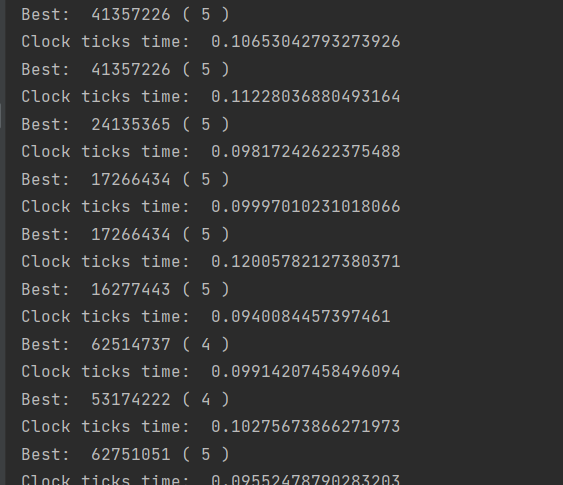 Best:  41357226 ( 5 )
Clock ticks time:  0.10653042793273926
Best:  41357226 ( 5 )
Clock ticks time:  0.11228036880493164
Best:  24135365 ( 5 )
Clock ticks time:  0.09817242622375488
Best:  17266434 ( 5 )
Clock ticks time:  0.09997010231018066
Best:  17266434 ( 5 )
Clock ticks time:  0.12005782127380371
Best:  16277443 ( 5 )
Clock ticks time:  0.0940084457397461
Best:  62514737 ( 4 )
Clock ticks time:  0.09914207458496094
Best:  53174222 ( 4 )
Clock ticks time:  0.10275673866271973
Best:  62751051 ( 5 )
Clock ticks time:  0.09552478790283203